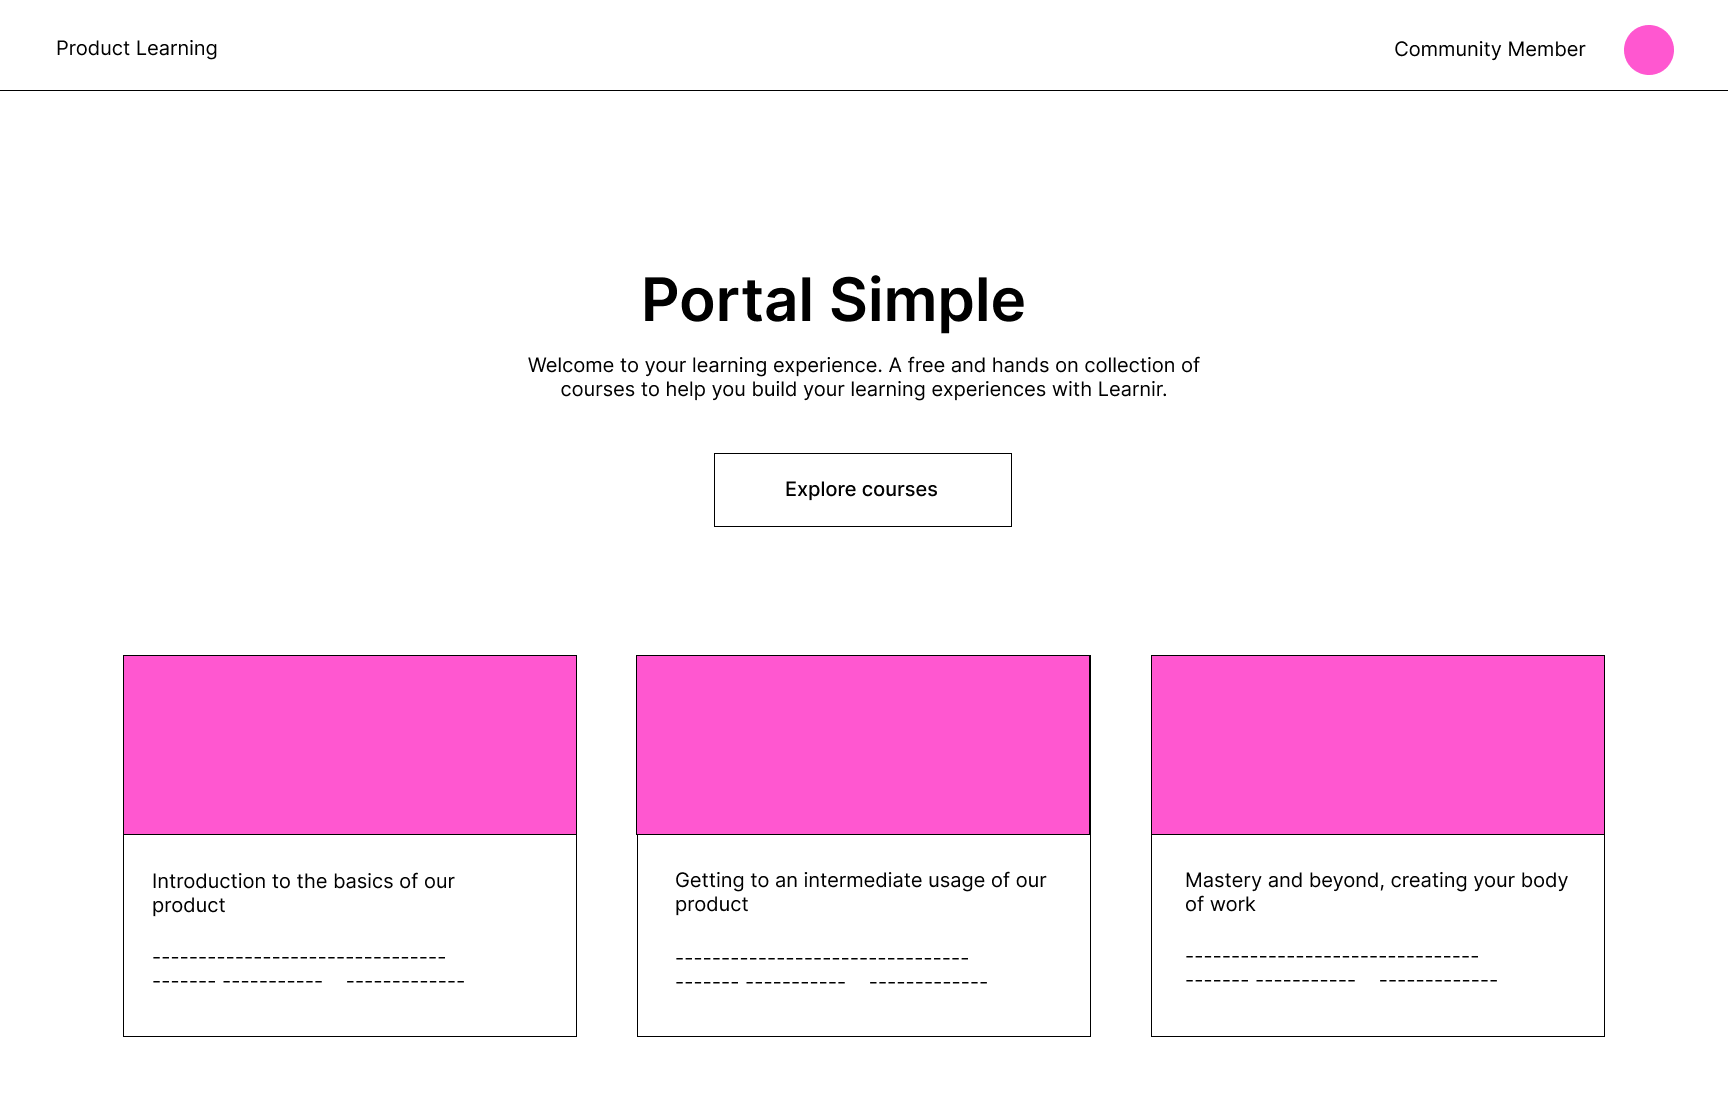 Product Learning
Community Member
Portal Simple
Welcome to your learning experience. A free and hands on collection of
courses to help you build your learning experiences with Learnir.
Explore courses
Introduction to the basics of our
product
--------------------------------
------- -----------    -------------
Getting to an intermediate usage of our
product
--------------------------------
------- -----------    -------------
Mastery and beyond, creating your body
of work
--------------------------------
------- -----------    -------------